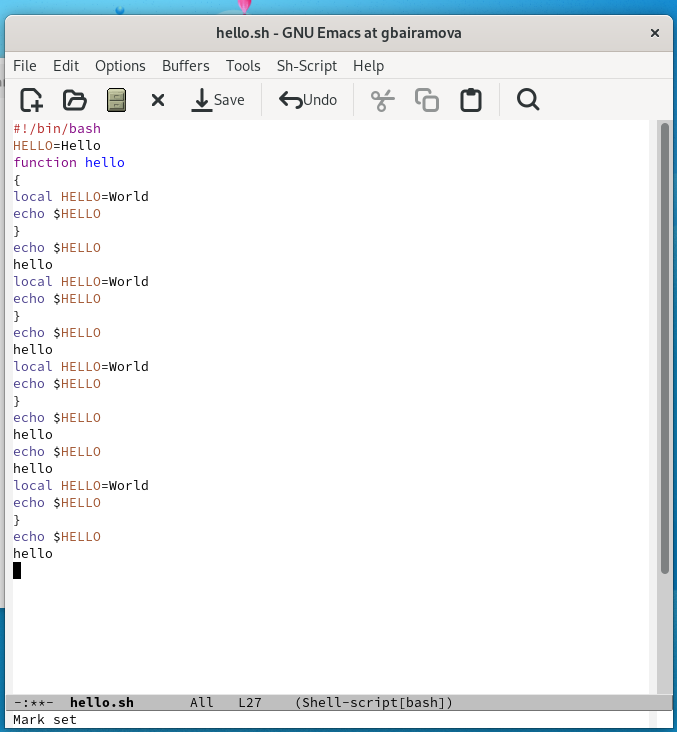 hello.sh - GNU Emacs at gbairamova
File Edit Options Buffers Tools Sh-Script Help
Save Undo
#!/bin/bash
HELLO=Hello
function hello
{
local HELLO=World
echo $HELLO
}
echo $HELLO
hello
local HELLO=World
echo $HELLO
}
echo $HELLO
hello
local HELLO=World
echo $HELLO
}
echo $HELLO
hello
echo $HELLO
hello
local HELLO=World
echo $HELLO
}
echo $HELLO
hello
-:**- hello.sh All L27 (Shell-script[bash])
Mark set